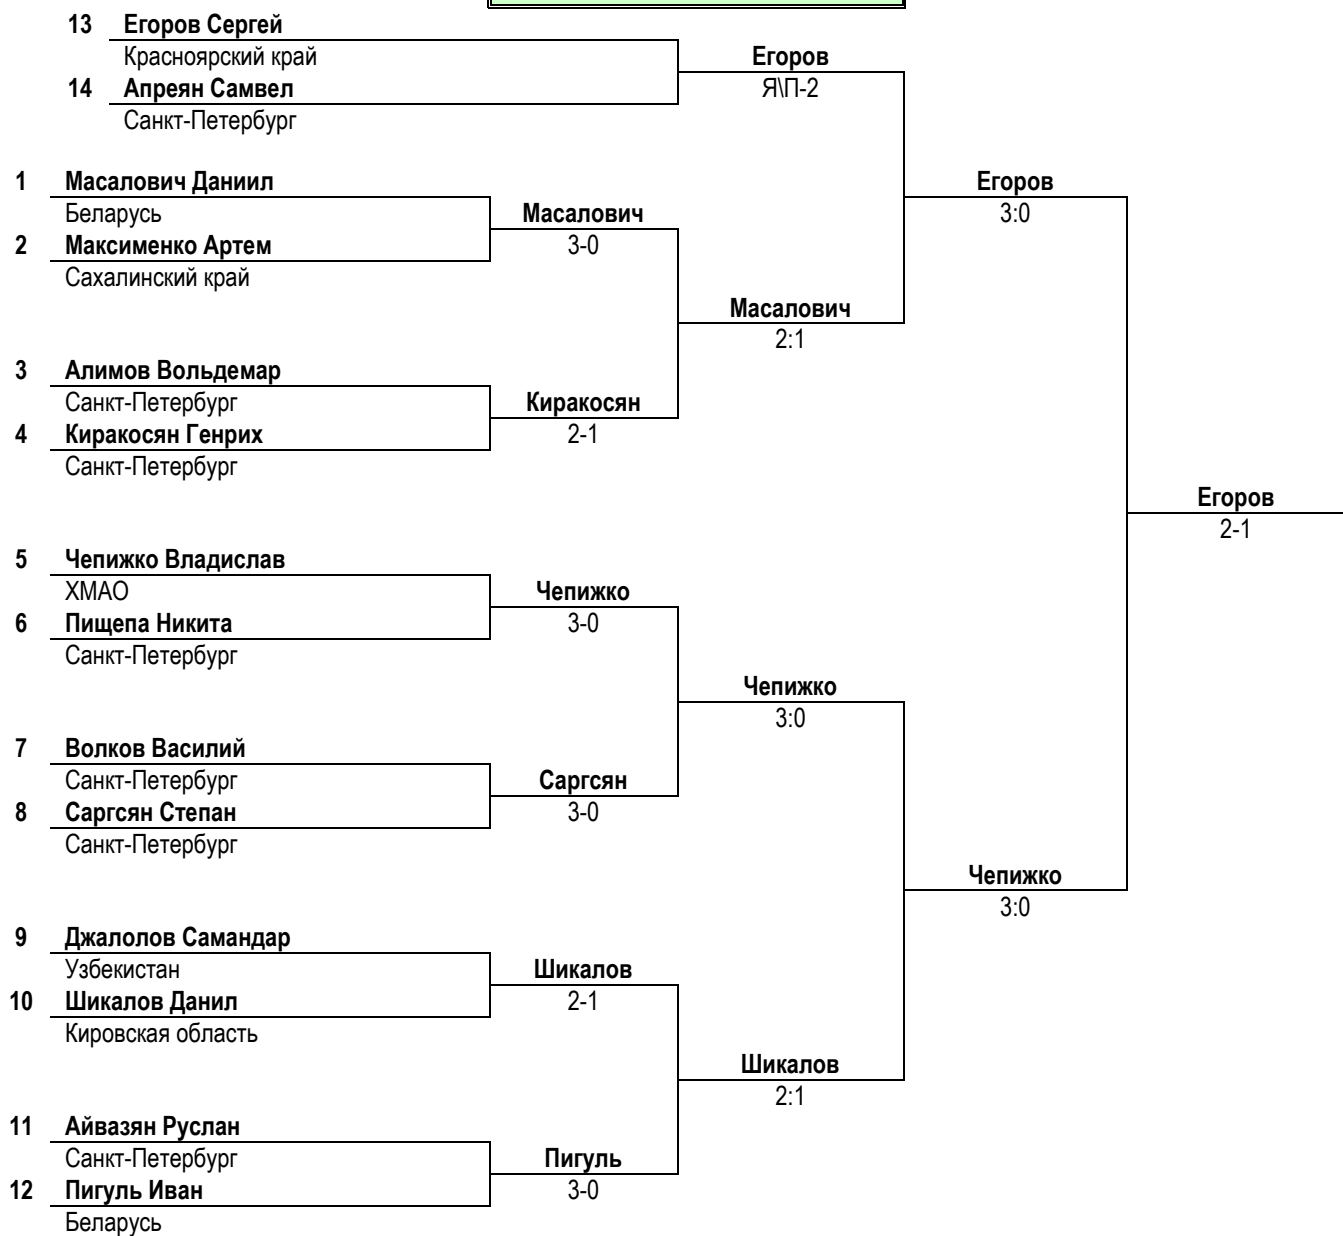 13 Егоров Сергей
Красноярский край
Егоров
14 Апреян Самвел
Я\П-2
Санкт-Петербург
1 Масалович Даниил
Егоров
Беларусь
Масалович
3:0
2 Максименко Артем
3-0
Сахалинский край
Масалович
2:1
3 Алимов Вольдемар
Санкт-Петербург
Киракосян
4 Киракосян Генрих
2-1
Санкт-Петербург
Егоров
2-1
5 Чепижко Владислав
ХМАО
Чепижко
6 Пищепа Никита
3-0
Санкт-Петербург
Чепижко
3:0
7 Волков Василий
Санкт-Петербург
Саргсян
8 Саргсян Степан
3-0
Санкт-Петербург
Чепижко
3:0
9 Джалолов Самандар
Узбекистан
Шикалов
10 Шикалов Данил
2-1
Кировская область
Шикалов
2:1
11 Айвазян Руслан
Санкт-Петербург
Пигуль
12 Пигуль Иван
3-0
Беларусь